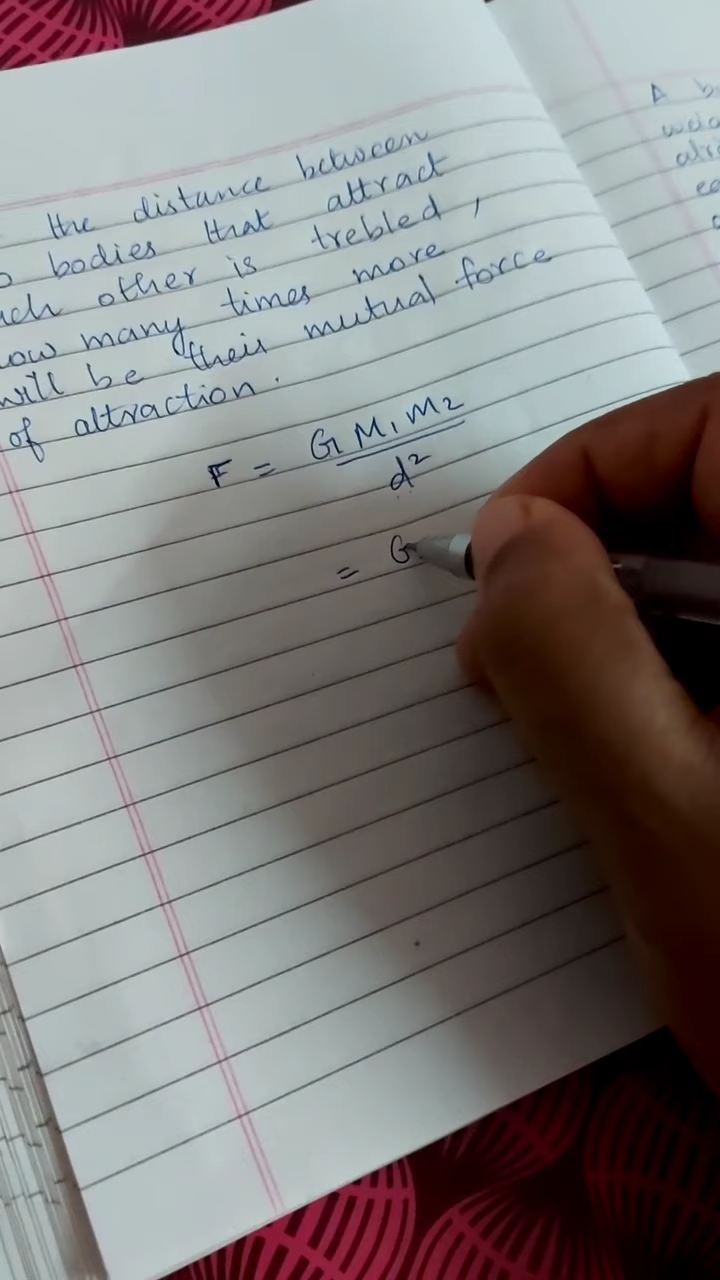 the distance between
bodies that attract
other is trebled,
many times more
will be their mutual force
of attraction.
F = G M1 M2
d²
= G
A